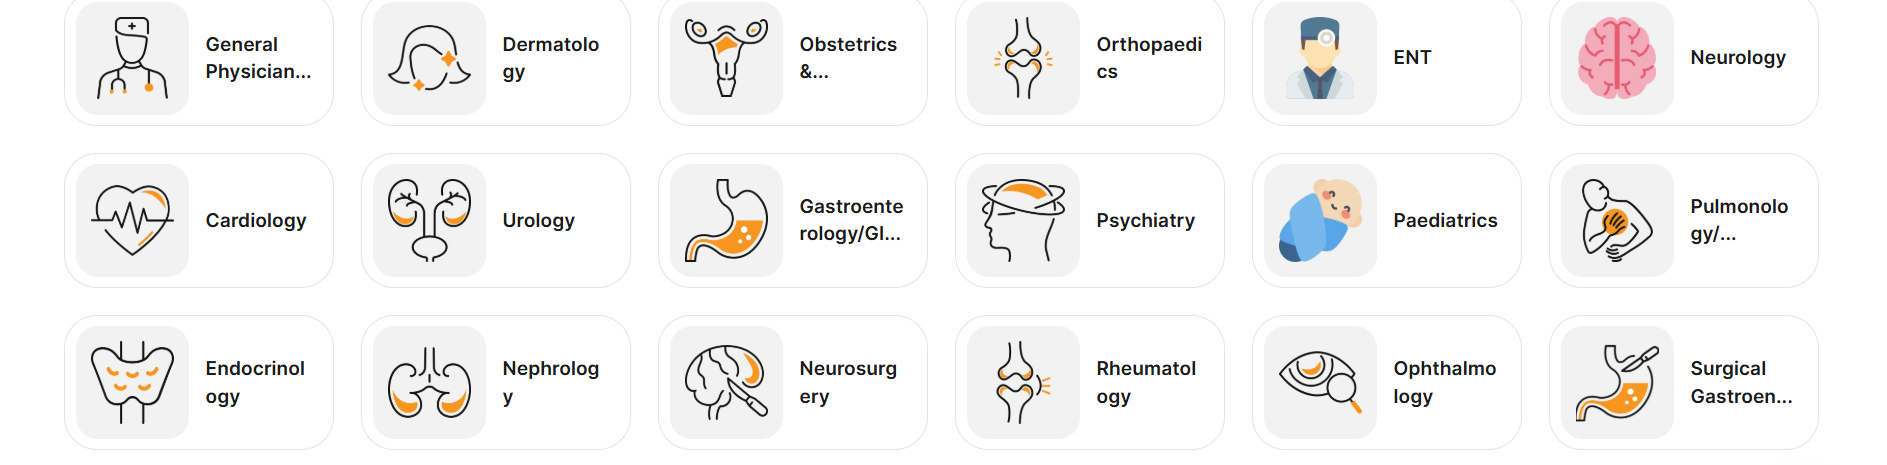 General
Physician...
Dermatolo
gy
Obstetrics
&...
Orthopaedi
cs
ENT
Neurology
Cardiology
Urology
Gastroente
rology/GI...
Psychiatry
Paediatrics
Pulmonolo
gy/...
Endocrinol
ogy
Nephrolog
y
Neurosurg
ery
Rheumatol
ogy
Ophthalmo
logy
Surgical
Gastroen...